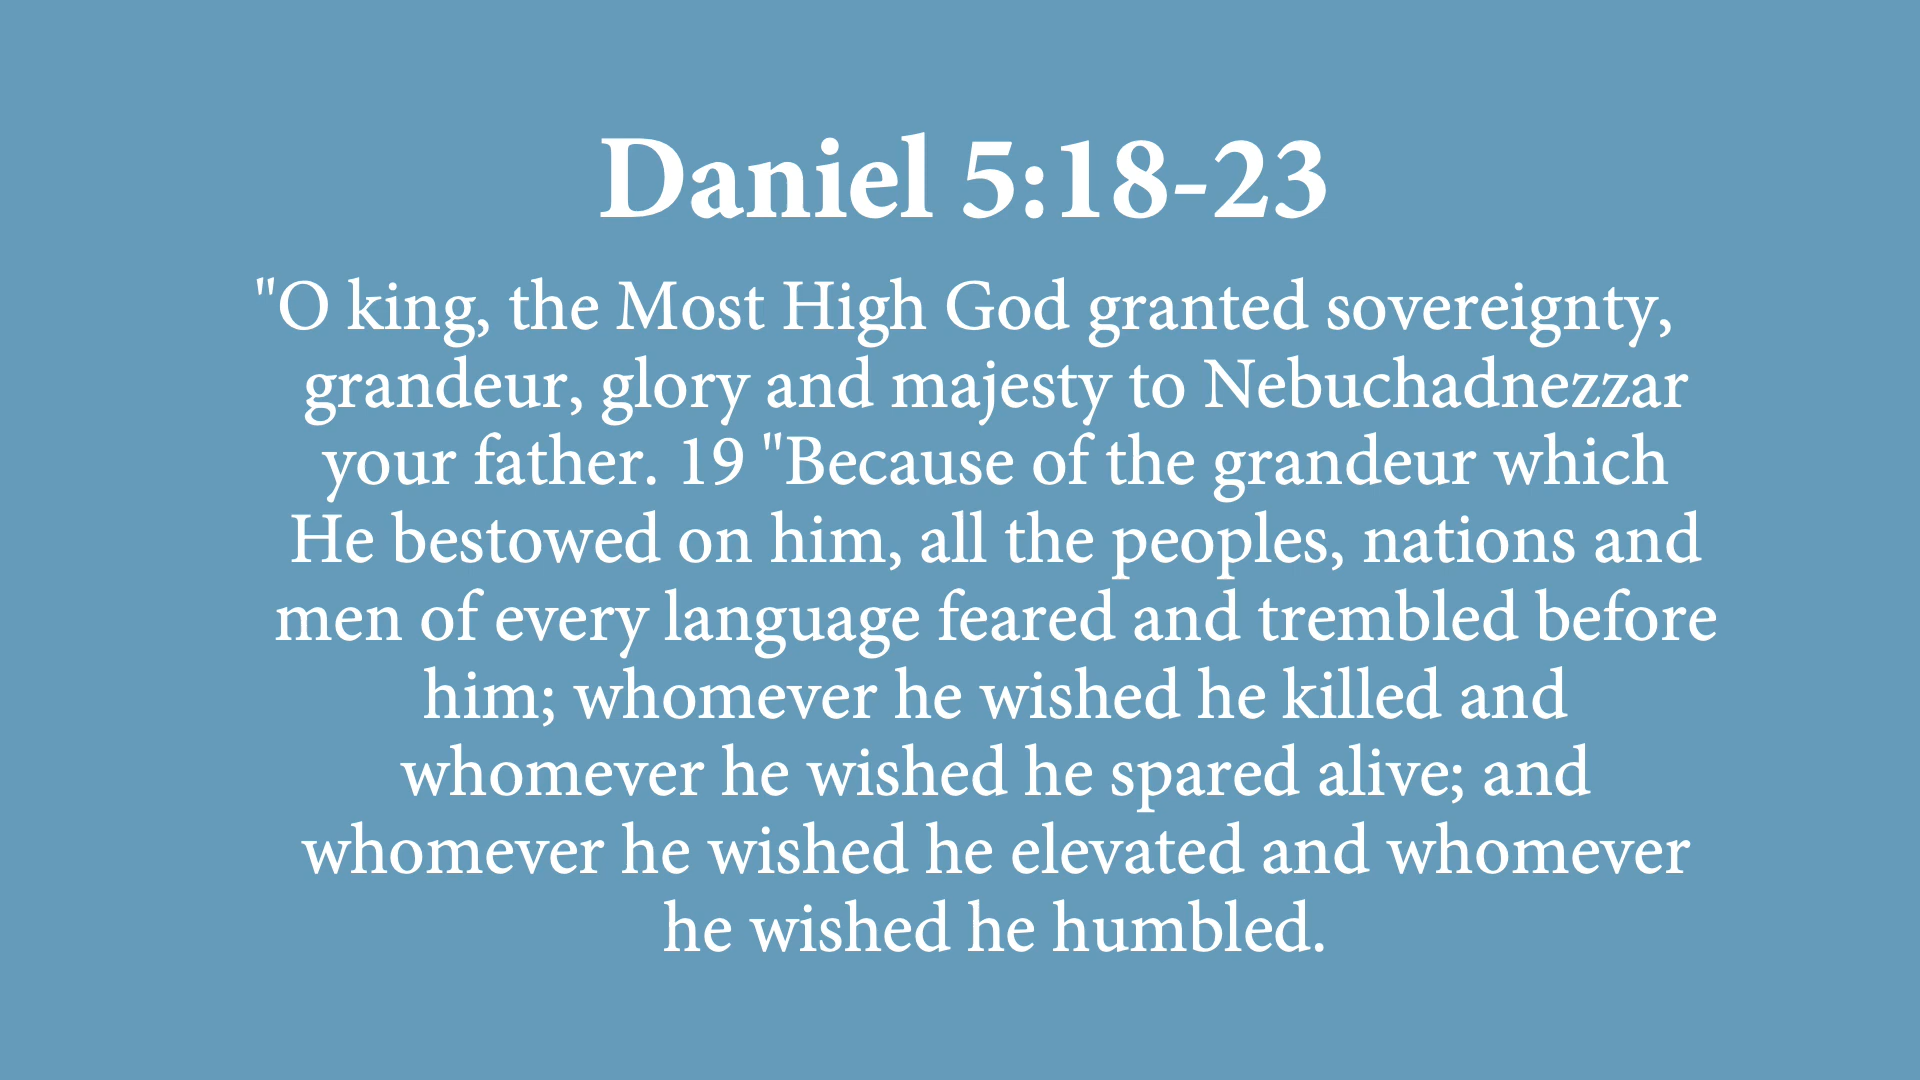 Daniel 5:18-23
"O king, the Most High God granted sovereignty,
grandeur, glory and majesty to Nebuchadnezzar
your father. 19 "Because of the grandeur which
He bestowed on him, all the peoples, nations and
men of every language feared and trembled before
him; whomever he wished he killed and
whomever he wished he spared alive; and
whomever he wished he elevated and whomever
he wished he humbled.